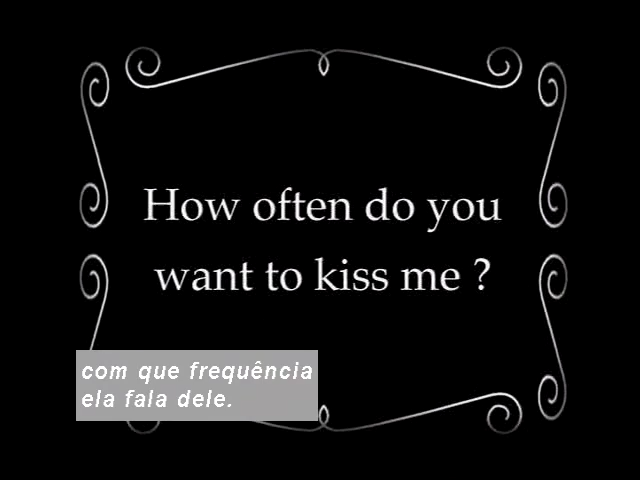 How often do you
want to kiss me ?
com que frequência
ela fala dele.